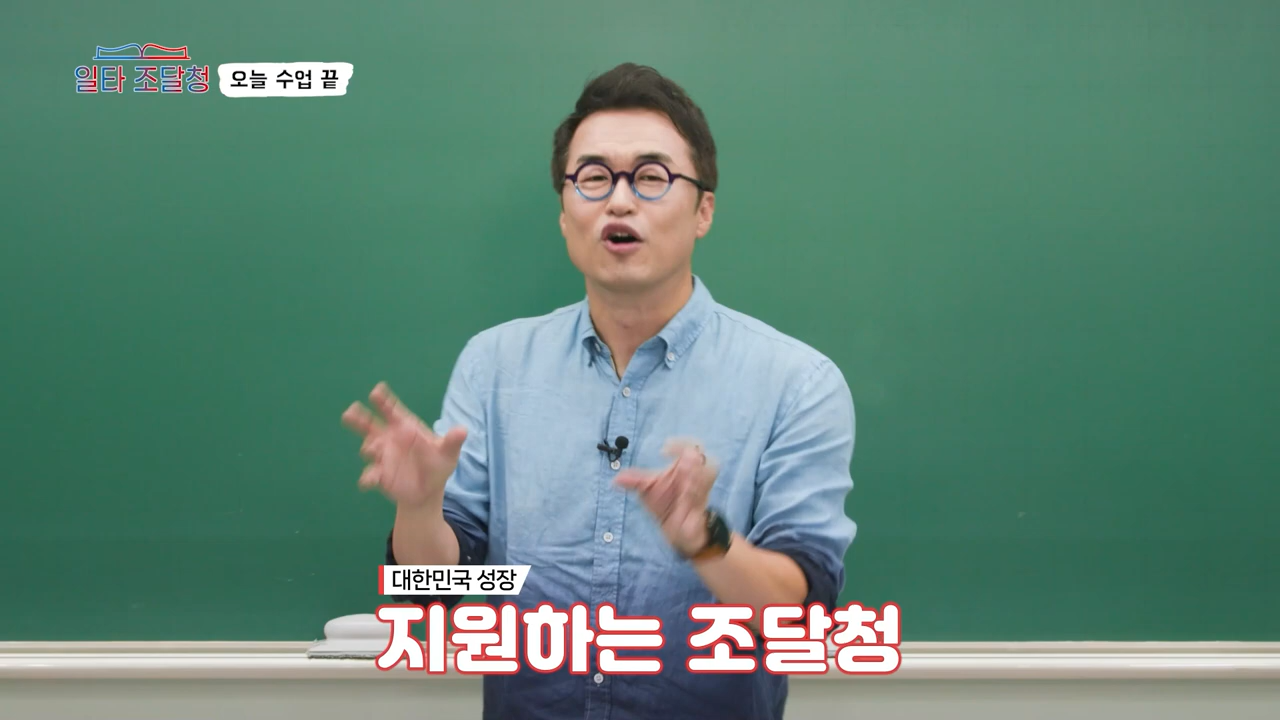 일타 조달청
오늘 수업 끝
대한민국 성장
지원하는 조달청